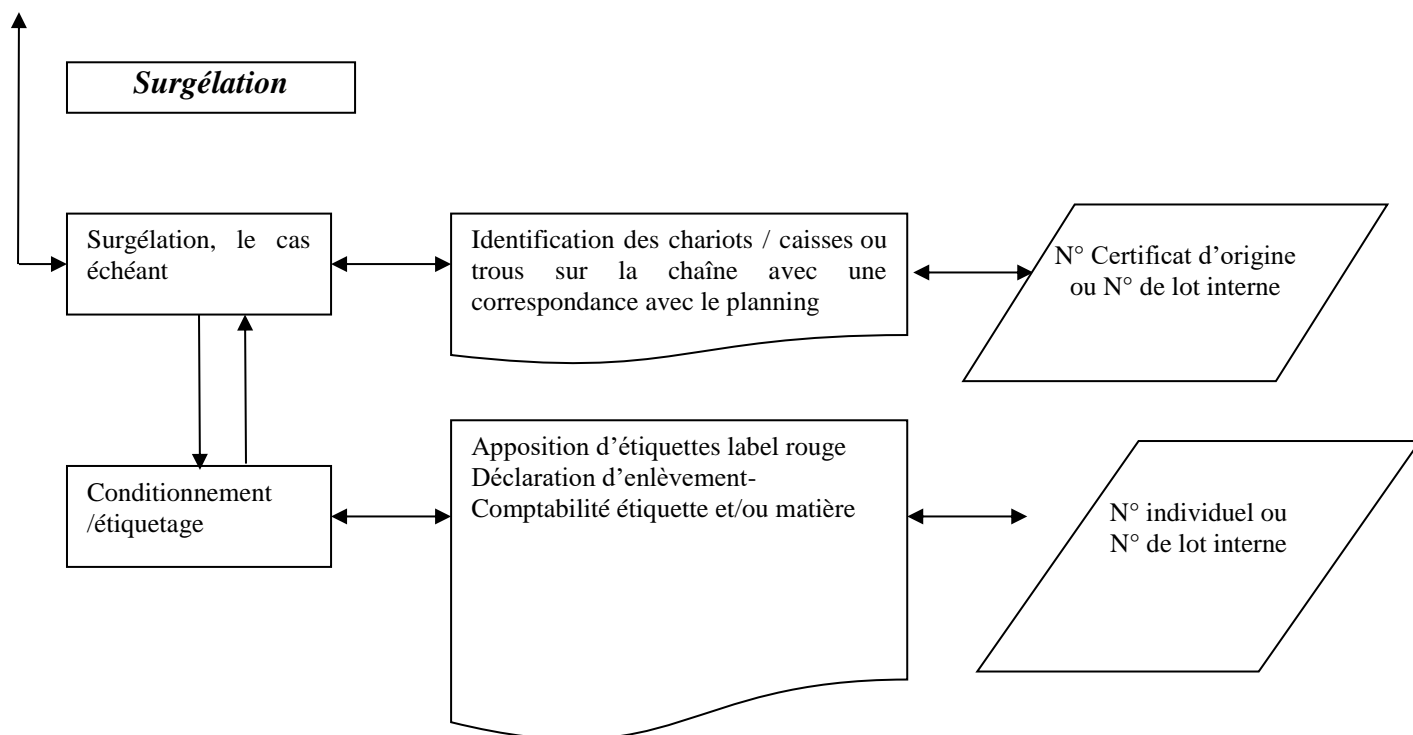 Surgélation
Surgélation, le cas
échéant
Identification des chariots / caisses ou
trous sur la chaîne avec une
correspondance avec le planning
N° Certificat d'origine
ou N° de lot interne
Conditionnement
/étiquetage
Apposition d'étiquettes label rouge
Déclaration d'enlèvement-
Comptabilité étiquette et/ou matière
N° individuel ou
N° de lot interne